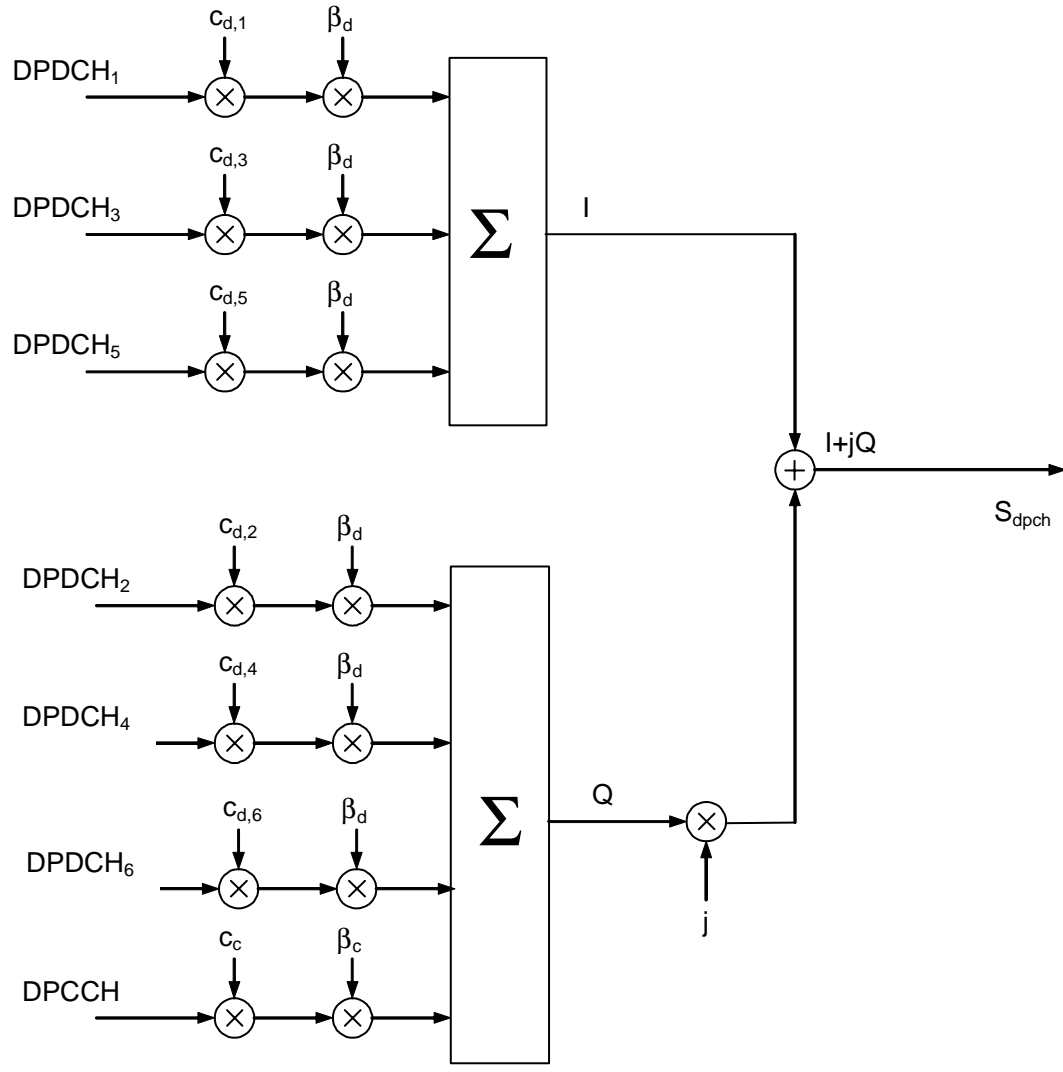 c_d,1 β_d
DPDCH_1
c_d,3 β_d
DPDCH_3
Σ I
c_d,5 β_d
DPDCH_5
I+jQ
S_dpch
c_d,2 β_d
DPDCH_2
c_d,4 β_d
DPDCH_4
Σ Q
c_d,6 β_d
DPDCH_6
j
c_c β_c
DPCCH